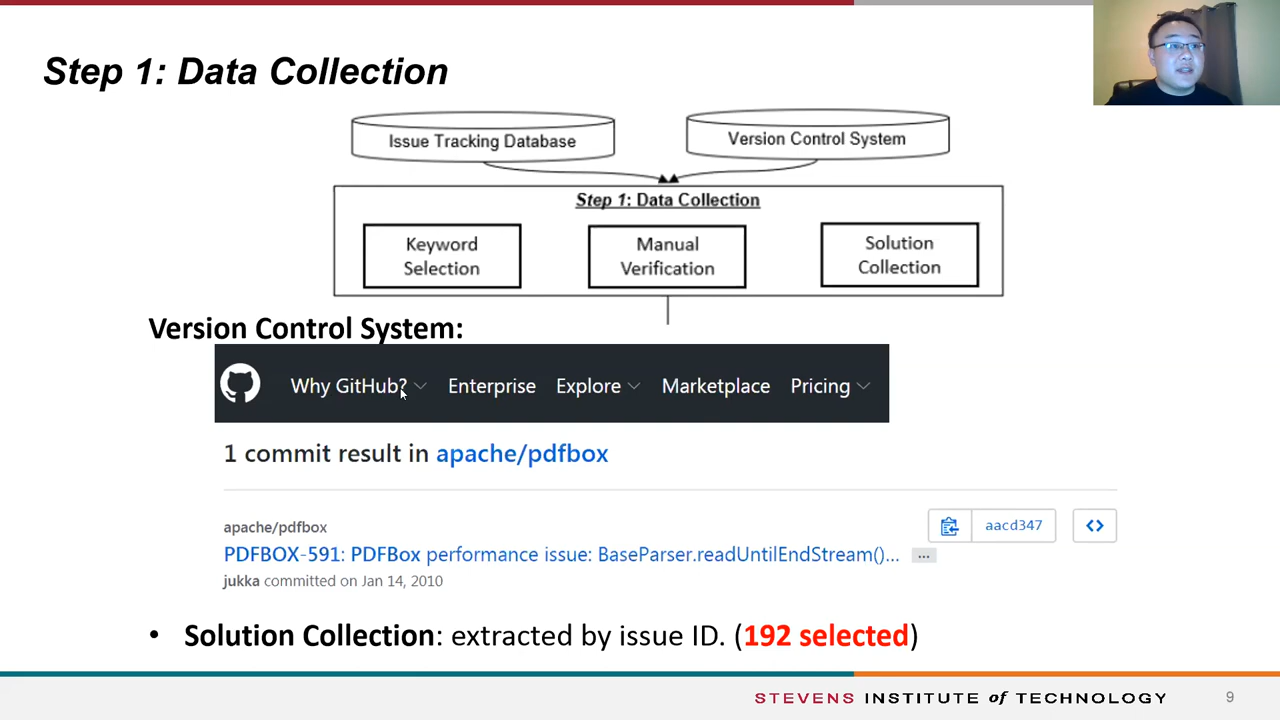 Step 1: Data Collection
Issue Tracking Database
Version Control System
Step 1: Data Collection
Keyword
Selection
Manual
Verification
Solution
Collection
Version Control System:
Why GitHub? Enterprise Explore Marketplace Pricing
1 commit result in apache/pdfbox
apache/pdfbox
aacd347
PDFBOX-591: PDFBox performance issue: BaseParser.readUntilEndStream()... ...
jukka committed on Jan 14, 2010
• Solution Collection: extracted by issue ID. (192 selected)
STEVENS INSTITUTE of TECHNOLOGY
9